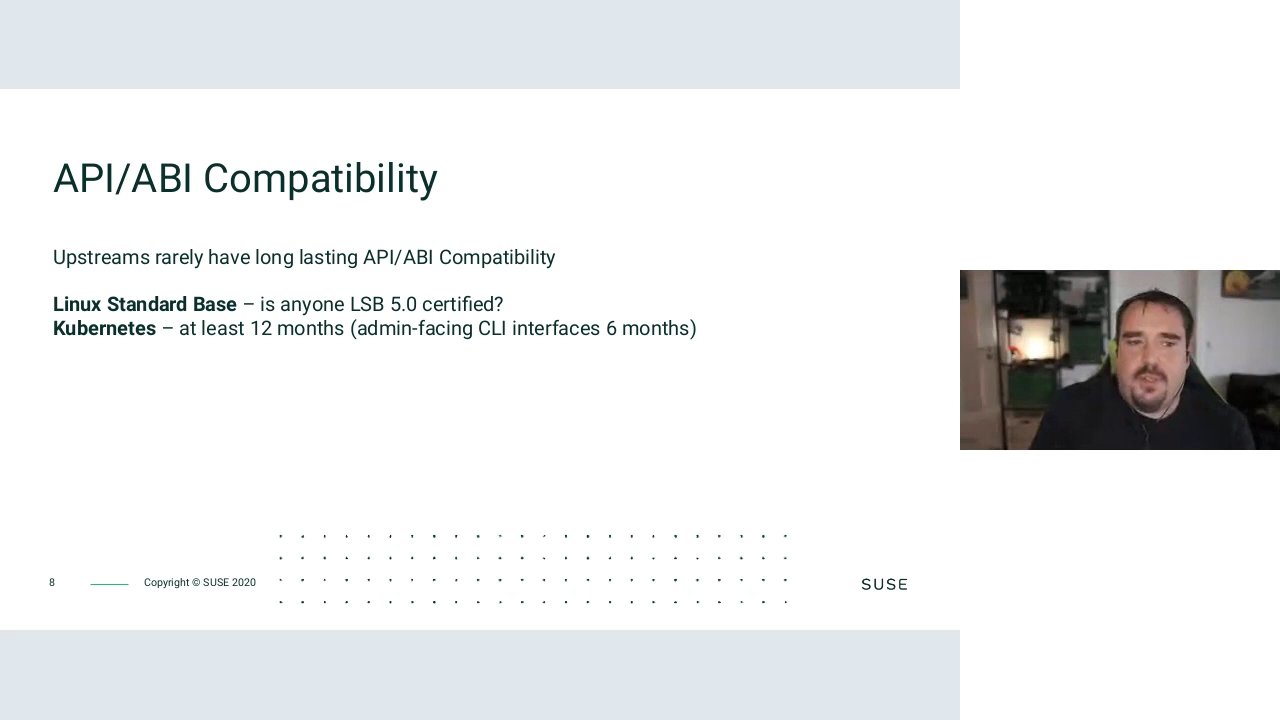 API/ABI Compatibility
Upstreams rarely have long lasting API/ABI Compatibility
Linux Standard Base – is anyone LSB 5.0 certified?
Kubernetes – at least 12 months (admin-facing CLI interfaces 6 months)
8
Copyright © SUSE 2020
SUSE